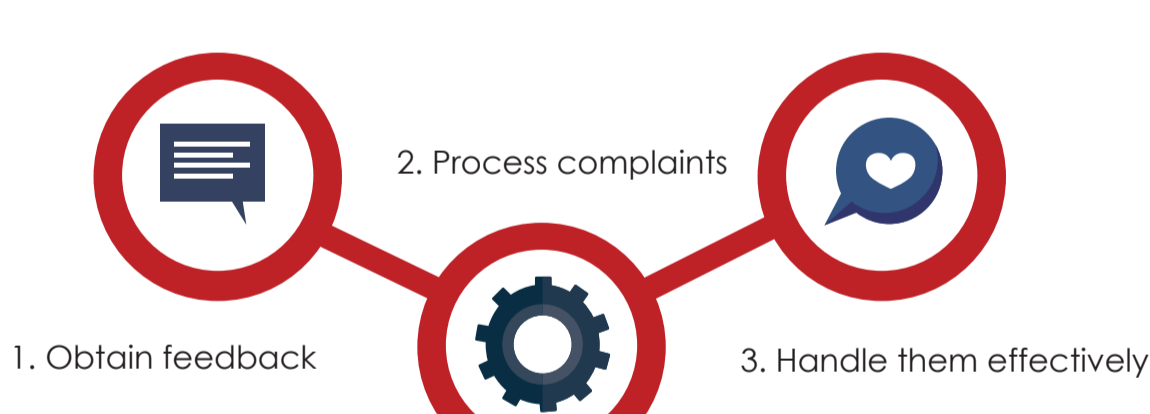 1. Obtain feedback
2. Process complaints
3. Handle them effectively